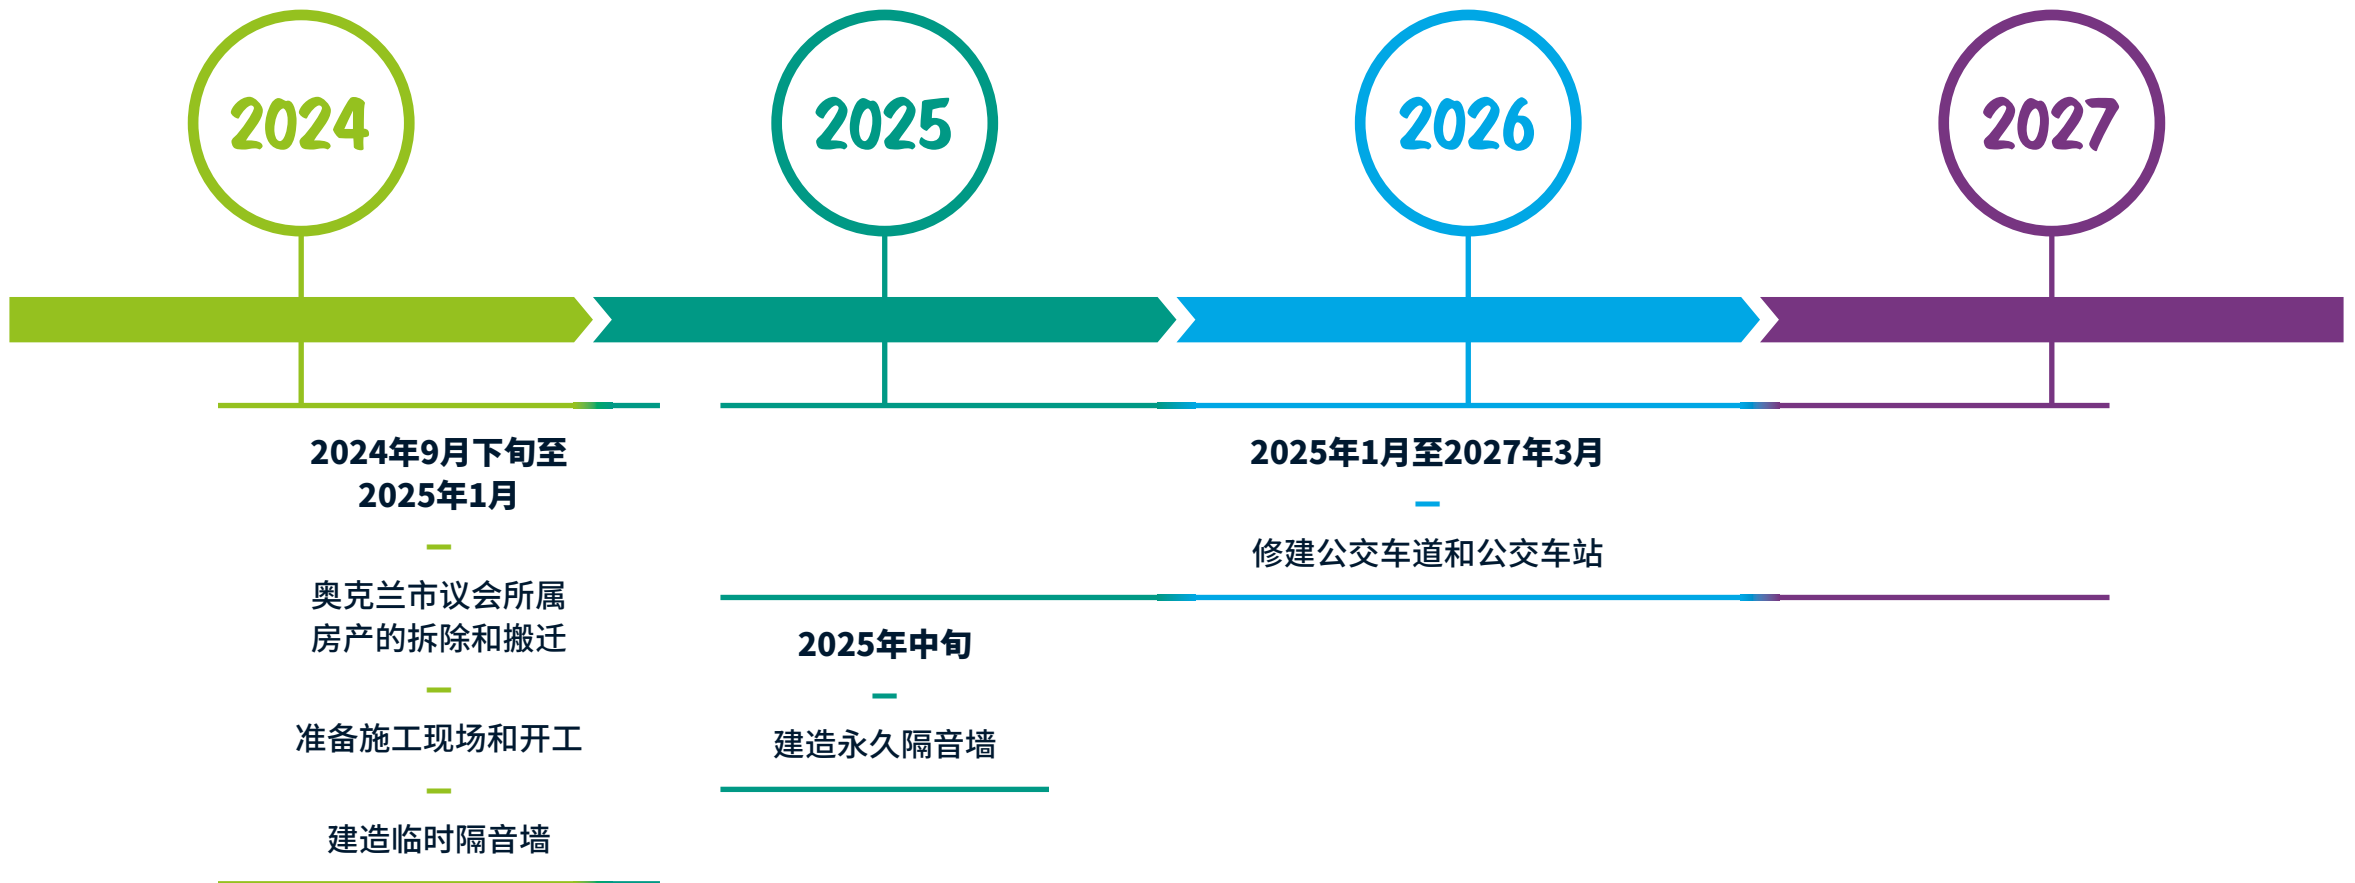 2024
2025
2026
2027
2024年9月下旬至
2025年1月
奥克兰市议会所属
房产的拆除和搬迁
准备施工现场和开工
建造临时隔音墙
2025年1月至2027年3月
修建公交车道和公交车站
2025年中旬
建造永久隔音墙